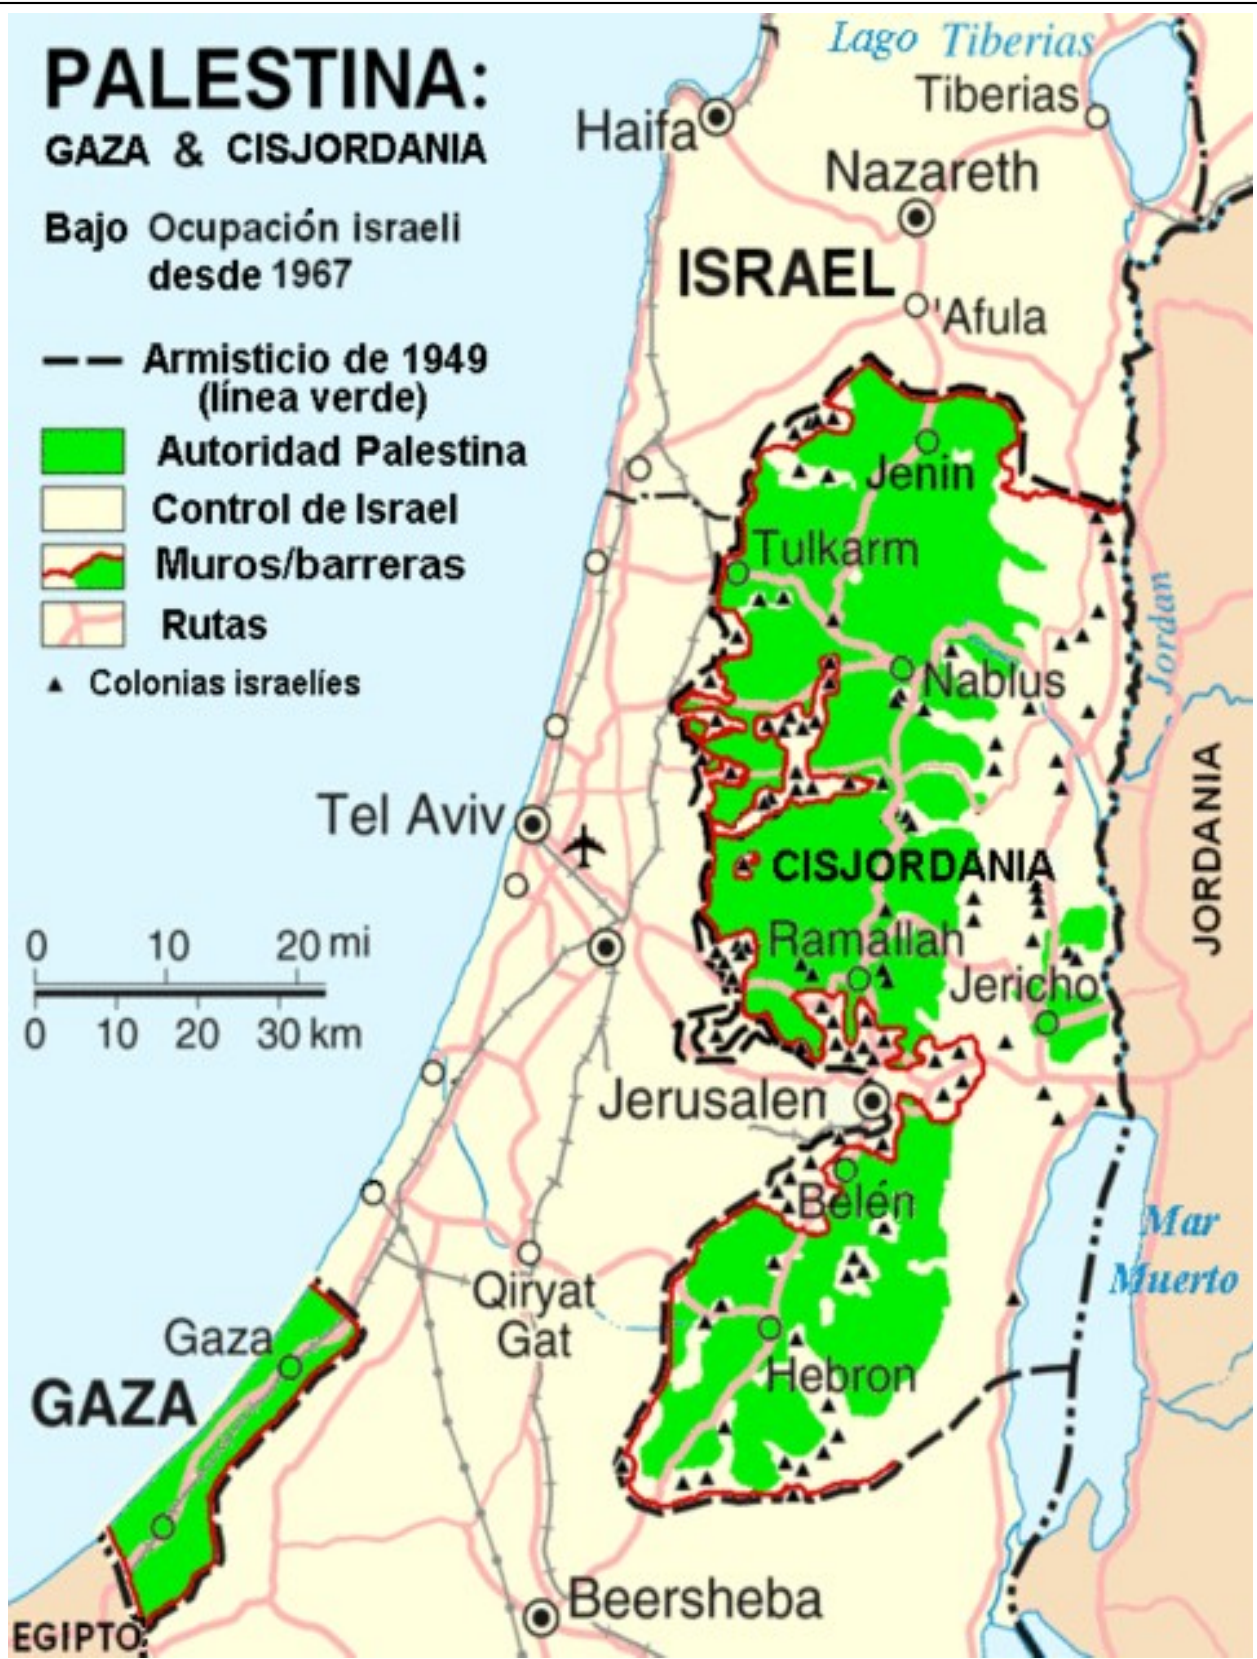 PALESTINA:
GAZA & CISJORDANIA
Bajo Ocupación israeli
desde 1967
Armisticio de 1949
(línea verde)
Autoridad Palestina
Control de Israel
Muros/barreras
Rutas
Colonias israelíes
Lago Tiberias
Tiberias
Haifa
Nazareth
ISRAEL
'Afula
Jenin
Tulkarm
Jordan
Nablus
JORDANIA
Tel Aviv
CISJORDANIA
0 10 20 mi
0 10 20 30 km
Ramallah
Jericho
Jerusalen
Belén
Mar
Muerto
Qiryat
Gat
Gaza
GAZA
Hebron
Beersheba
EGIPTO